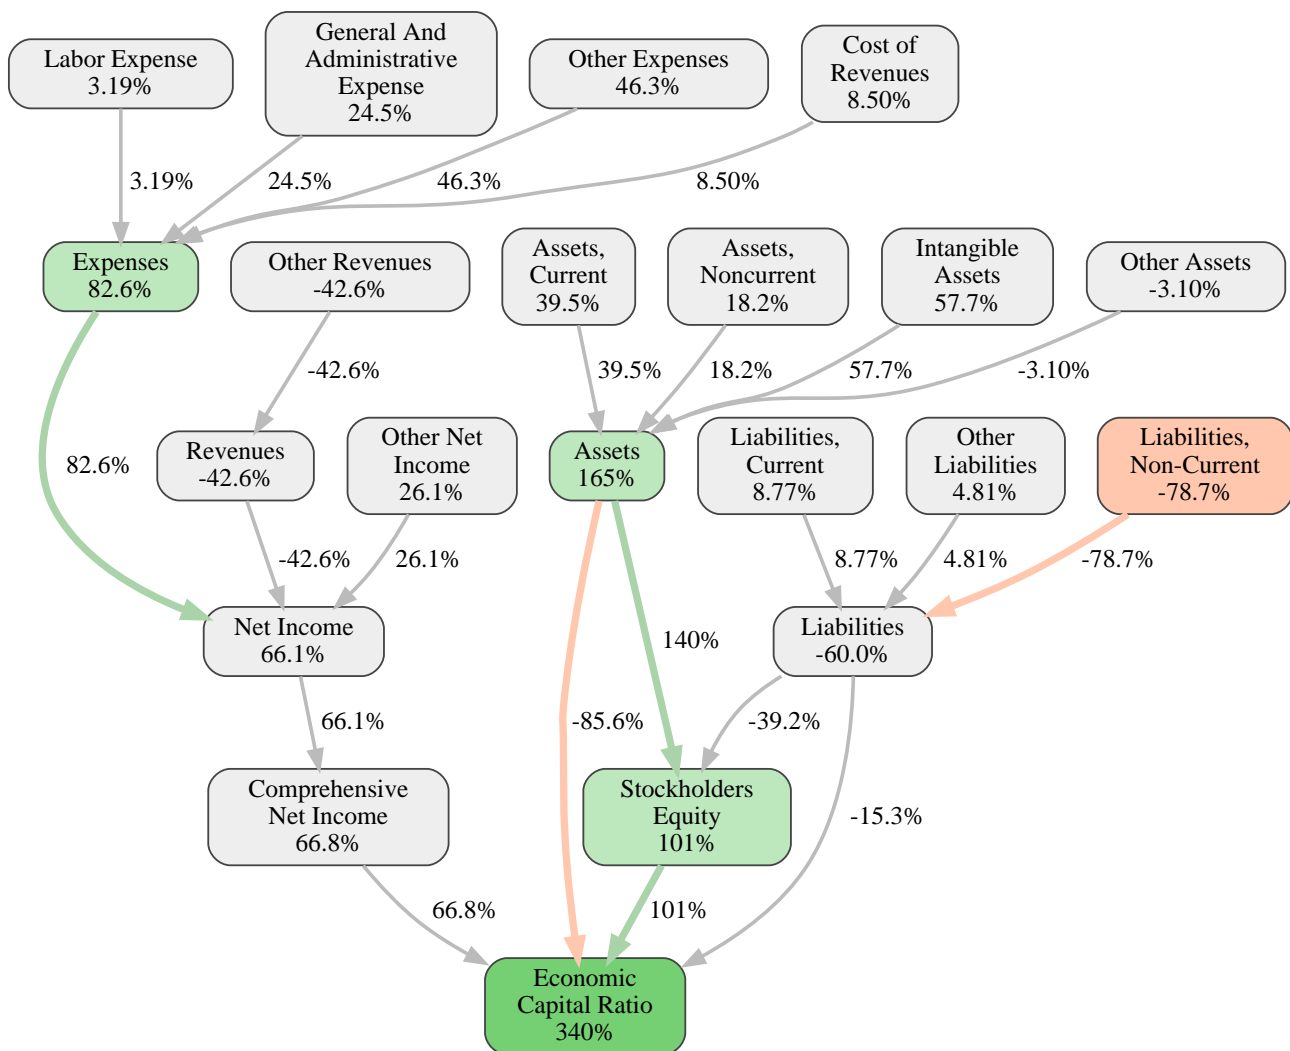 Labor Expense
3.19%
General And
Administrative
Expense
24.5%
Other Expenses
46.3%
Cost of
Revenues
8.50%
3.19%
24.5%
46.3%
8.50%
Expenses
82.6%
Other Revenues
-42.6%
Assets,
Current
39.5%
Assets,
Noncurrent
18.2%
Intangible
Assets
57.7%
Other Assets
-3.10%
-42.6%
39.5%
18.2%
57.7%
-3.10%
82.6%
Revenues
-42.6%
Other Net
Income
26.1%
Assets
165%
Liabilities,
Current
8.77%
Other
Liabilities
4.81%
Liabilities,
Non-Current
-78.7%
-42.6%
26.1%
8.77%
4.81%
-78.7%
Net Income
66.1%
140%
Liabilities
-60.0%
66.1%
-85.6%
-39.2%
Comprehensive
Net Income
66.8%
Stockholders
Equity
101%
-15.3%
66.8%
101%
Economic
Capital Ratio
340%